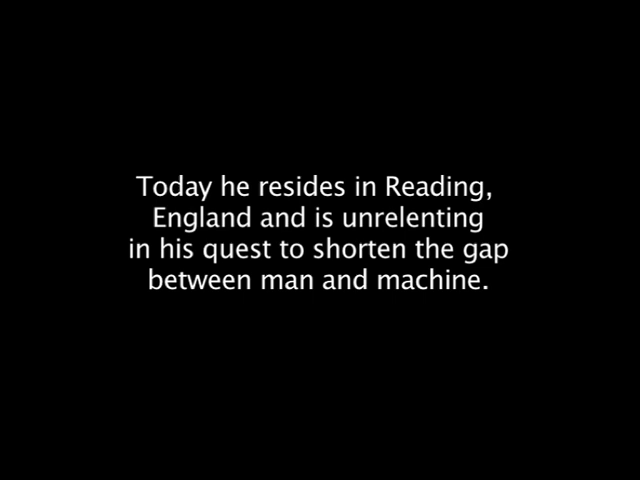 Today he resides in Reading,
England and is unrelenting
in his quest to shorten the gap
between man and machine.